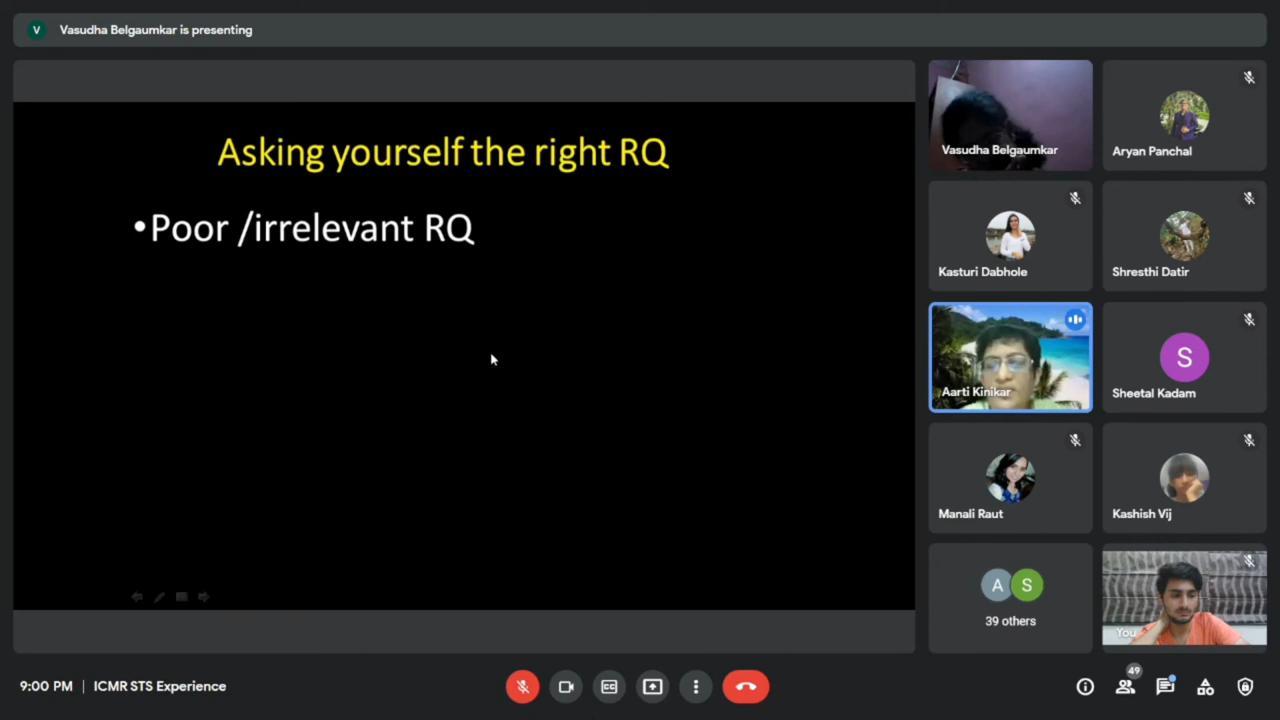 V Vasudha Belgaumkar is presenting
Asking yourself the right RQ
•Poor /irrelevant RQ
Vasudha Belgaumkar
Aryan Panchal
Kasturi Dabhole
Shresthi Datir
Aarti Kinikar
S
Sheetal Kadam
Manali Raut
Kashish Vij
A S
39 others
You
9:00 PM | ICMR STS Experience
CC
49